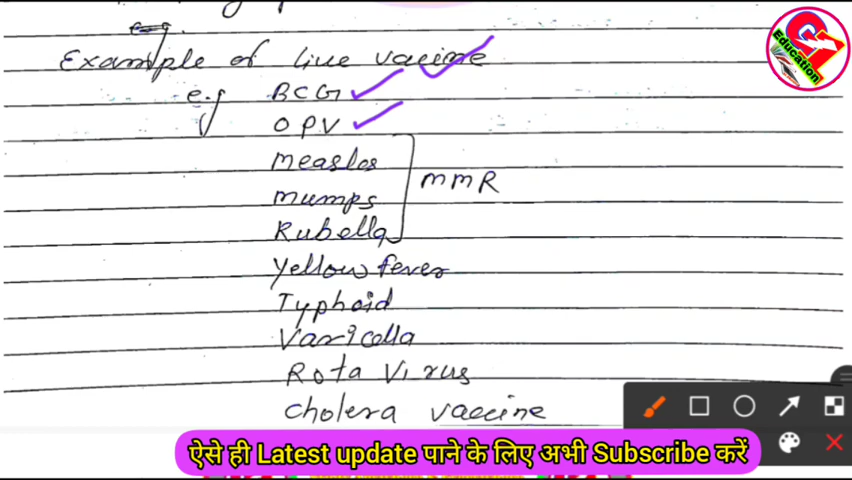 e.g.
Example of live vaccine
e.g BCG
OPV
measles
mumps
Rubella
MMR
Yellow fever
Typhoid
Varicella
Rota Virus
Cholera vaccine
Education
ऐसे ही Latest update पाने के लिए अभी Subscribe करें